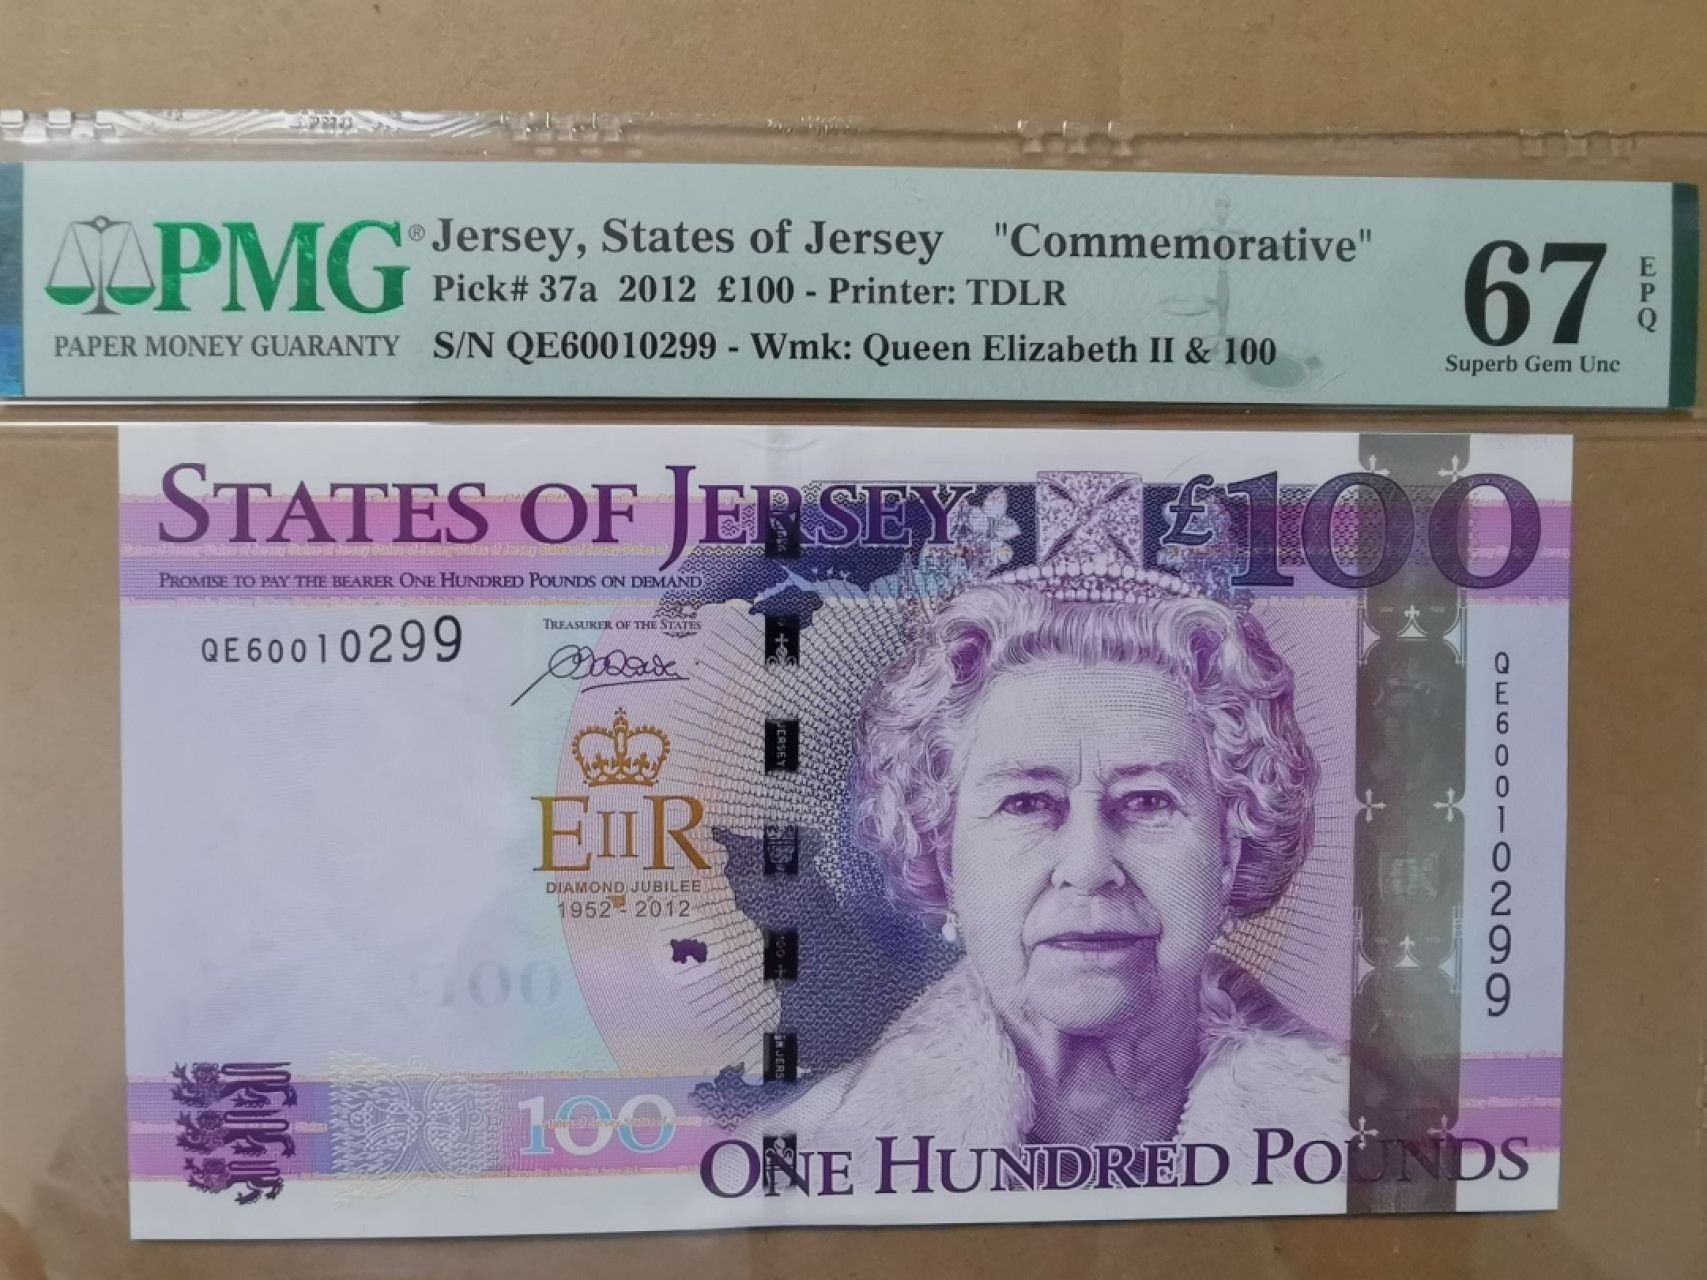 PMG®
PAPER MONEY GUARANTY
Jersey, States of Jersey "Commemorative"
Pick# 37a 2012 £100 - Printer: TDLR
S/N QE60010299 - Wmk: Queen Elizabeth II & 100
67
EPQ
Superb Gem Unc
STATES OF JERSEY £100
PROMISE TO PAY THE BEARER ONE HUNDRED POUNDS ON DEMAND
QE60010299
TREASURER OF THE STATES
EIIR
DIAMOND JUBILEE
1952 - 2012
QE60010299
JERSEY
100
100
ONE HUNDRED POUNDS